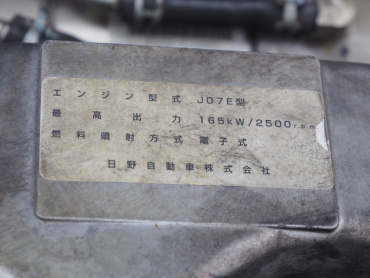 エンジン型式 J07E型
最高出力 165kW/2500rpm
燃料噴射方式 電子式
日野自動車株式会社